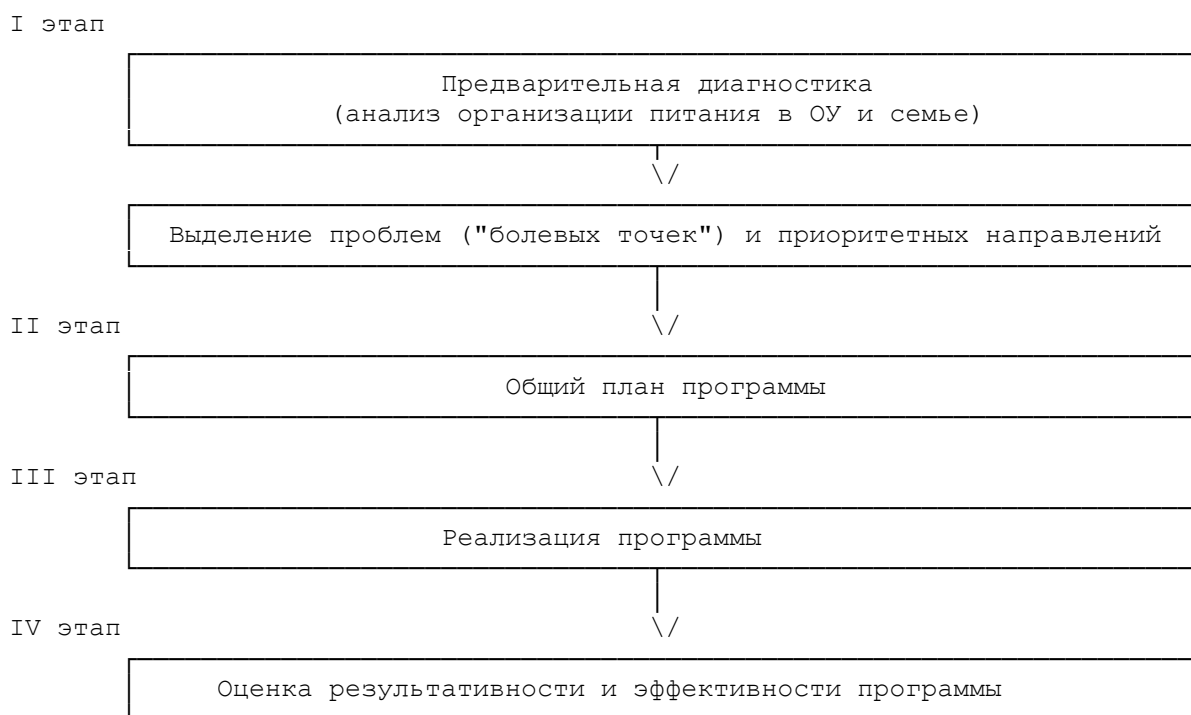 I этап
Предварительная диагностика
(анализ организации питания в ОУ и семье)
Выделение проблем ("болевых точек") и приоритетных направлений
II этап
Общий план программы
III этап
Реализация программы
IV этап
Оценка результативности и эффективности программы